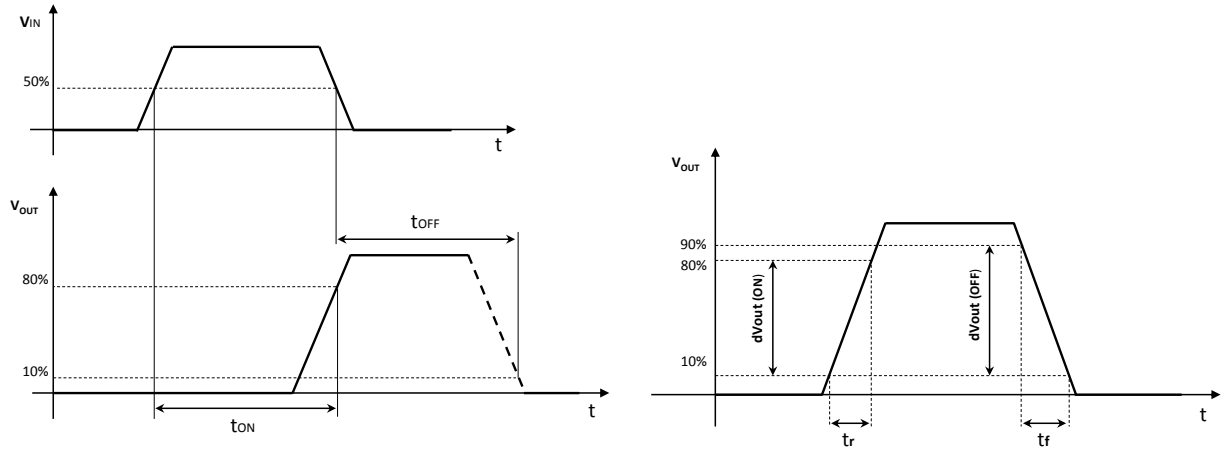 VIN
50%
t
VOUT
tOFF
80%
10%
t
tON
VOUT
90%
80%
dVout (ON)
dVout (OFF)
10%
t
tr
tf